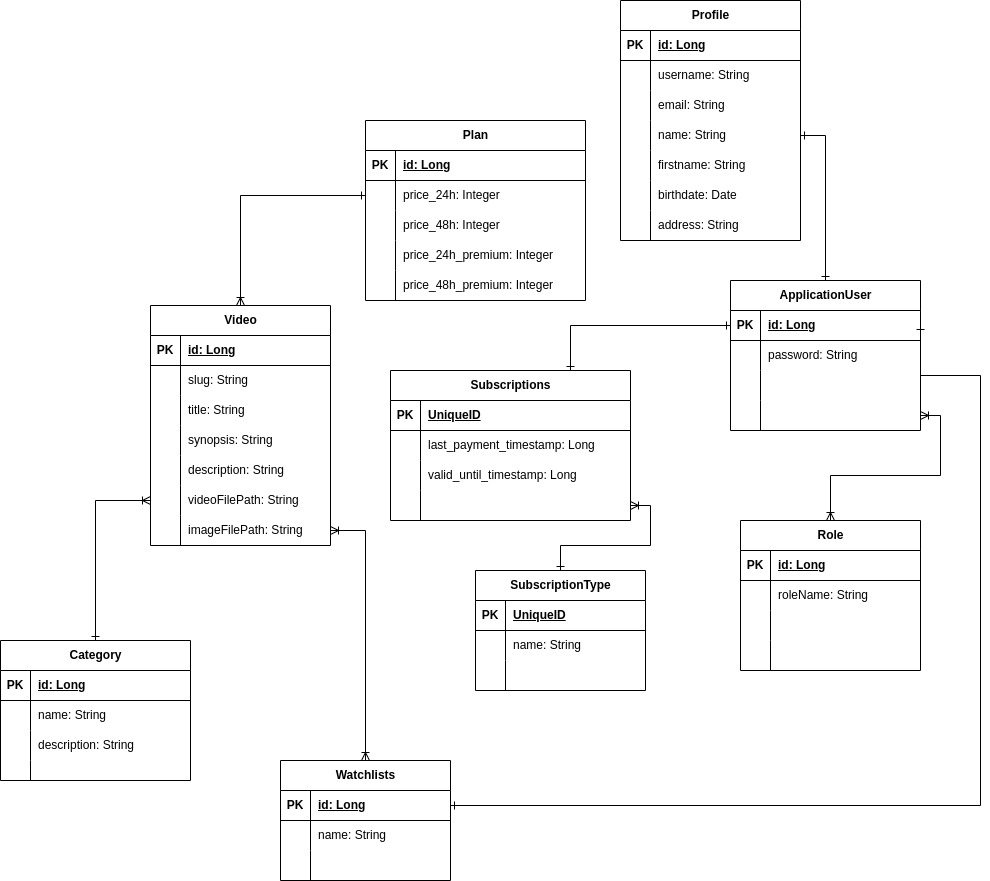 Profile
PK id: Long
username: String
email: String
name: String
firstname: String
birthdate: Date
address: String
Plan
PK id: Long
price_24h: Integer
price_48h: Integer
price_24h_premium: Integer
price_48h_premium: Integer
ApplicationUser
PK id: Long
password: String
Video
PK id: Long
slug: String
title: String
synopsis: String
description: String
videoFilePath: String
imageFilePath: String
Subscriptions
PK UniqueID
last_payment_timestamp: Long
valid_until_timestamp: Long
Role
PK id: Long
roleName: String
SubscriptionType
PK UniqueID
name: String
Category
PK id: Long
name: String
description: String
Watchlists
PK id: Long
name: String